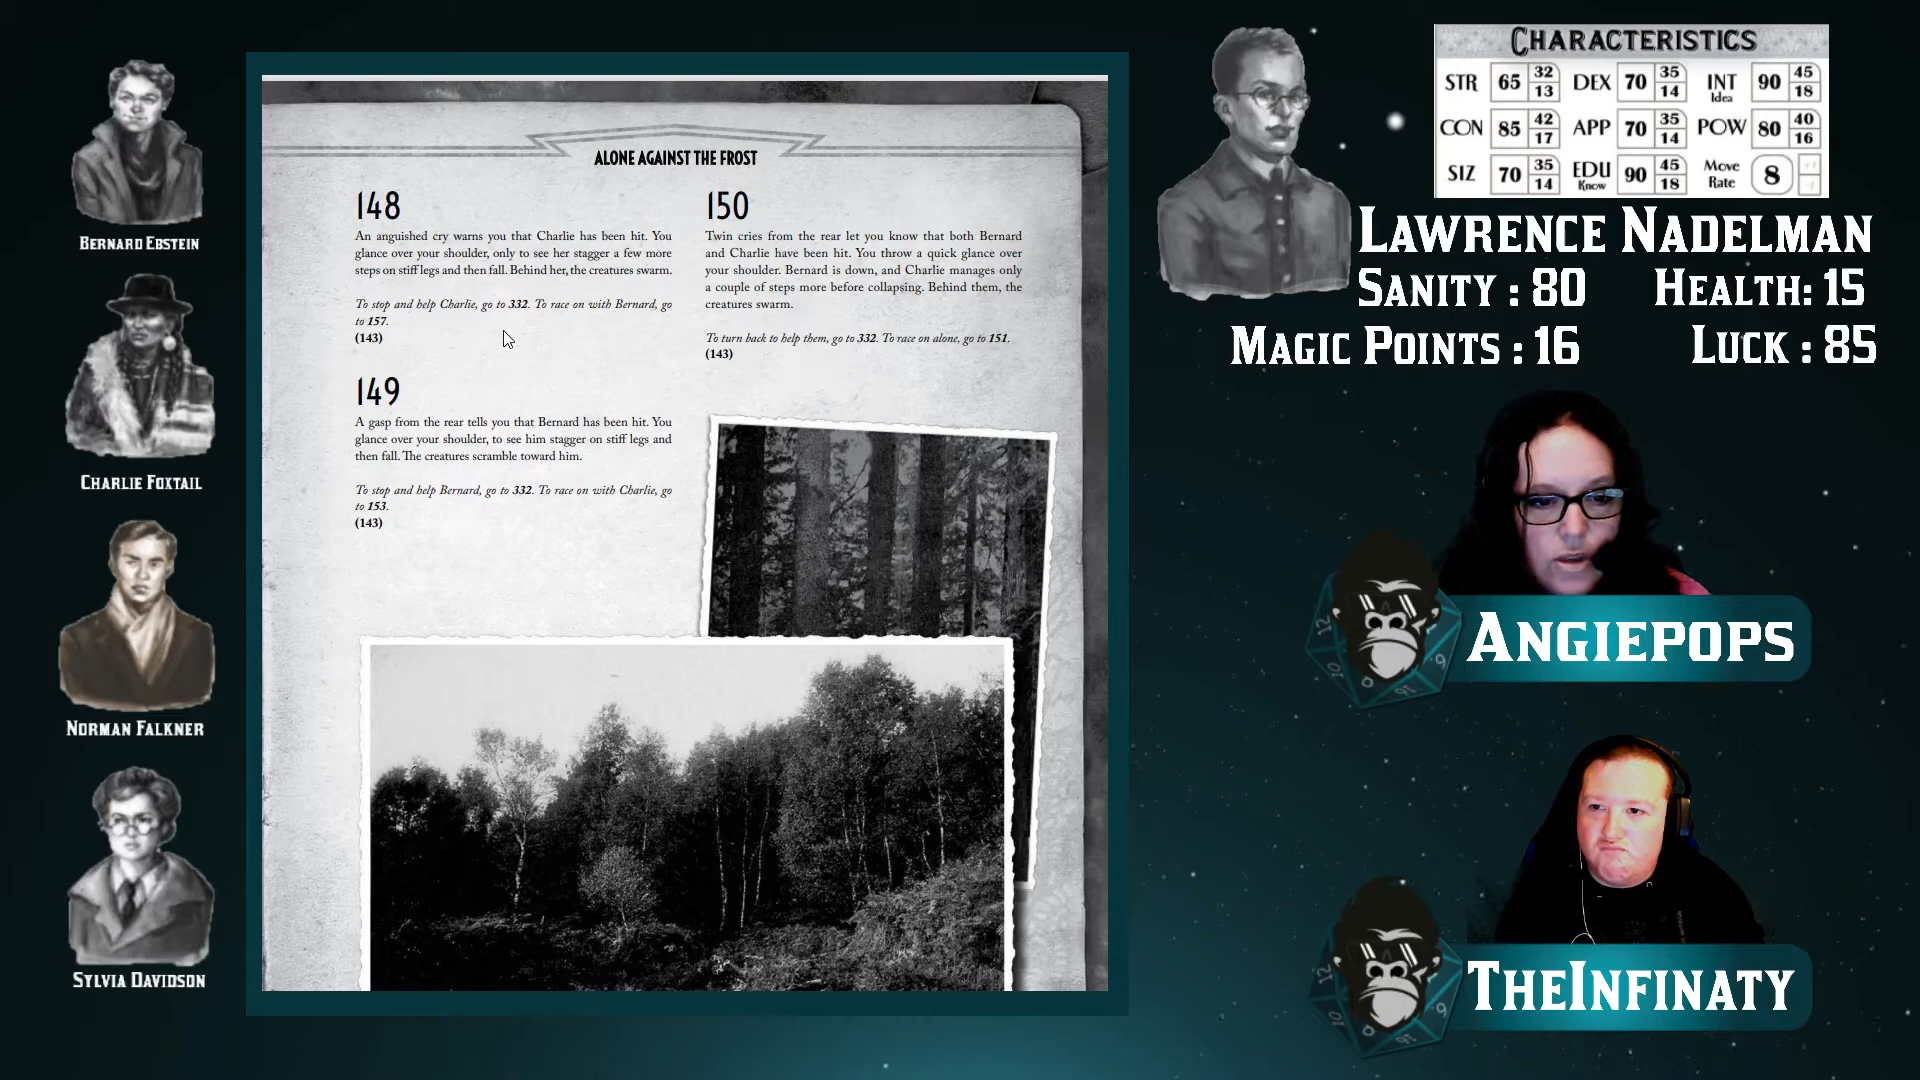 BERNARD EBSTEIN
CHARLIE FOXTAIL
NORMAN FALKNER
SYLVIA DAVIDSON
ALONE AGAINST THE FROST
148
An anguished cry warns you that Charlie has been hit. You
glance over your shoulder, only to see her stagger a few more
steps on stiff legs and then fall. Behind her, the creatures swarm.
To stop and help Charlie, go to 332. To race on with Bernard, go
to 157.
(143)
149
A gasp from the rear tells you that Bernard has been hit. You
glance over your shoulder, to see him stagger on stiff legs and
then fall. The creatures scramble toward him.
To stop and help Bernard, go to 332. To race on with Charlie, go
to 153.
(143)
150
Twin cries from the rear let you know that both Bernard
and Charlie have been hit. You throw a quick glance over
your shoulder. Bernard is down, and Charlie manages only
a couple of steps more before collapsing. Behind them, the
creatures swarm.
To turn back to help them, go to 332. To race on alone, go to 151.
(143)
CHARACTERISTICS
STR 65 32 13 DEX 70 35 14 INT Idea 90 45 18
CON 85 42 17 APP 70 35 14 POW 80 40 16
SIZ 70 35 14 EDU Know 90 45 18 Move Rate 8
LAWRENCE NADELMAN
SANITY : 80 HEALTH: 15
MAGIC POINTS : 16 LUCK : 85
ANGIEPOPS
THEINFINATY